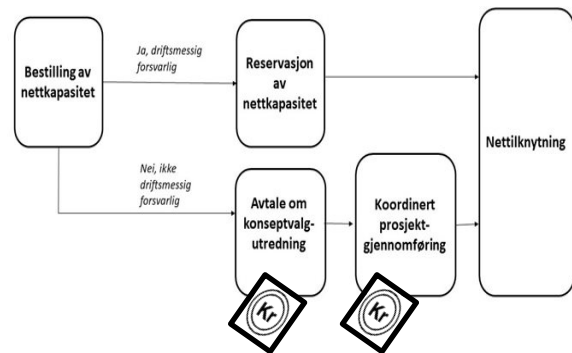 Bestilling av
nettkapasitet
Ja, driftsmessig
forsvarlig
Reservasjon
av
nettkapasitet
Nettilknytning
Nei, ikke
driftsmessig
forsvarlig
Avtale om
konseptvalg-
utredning
Koordinert
prosjekt-
gjennomføring
Kr
Kr